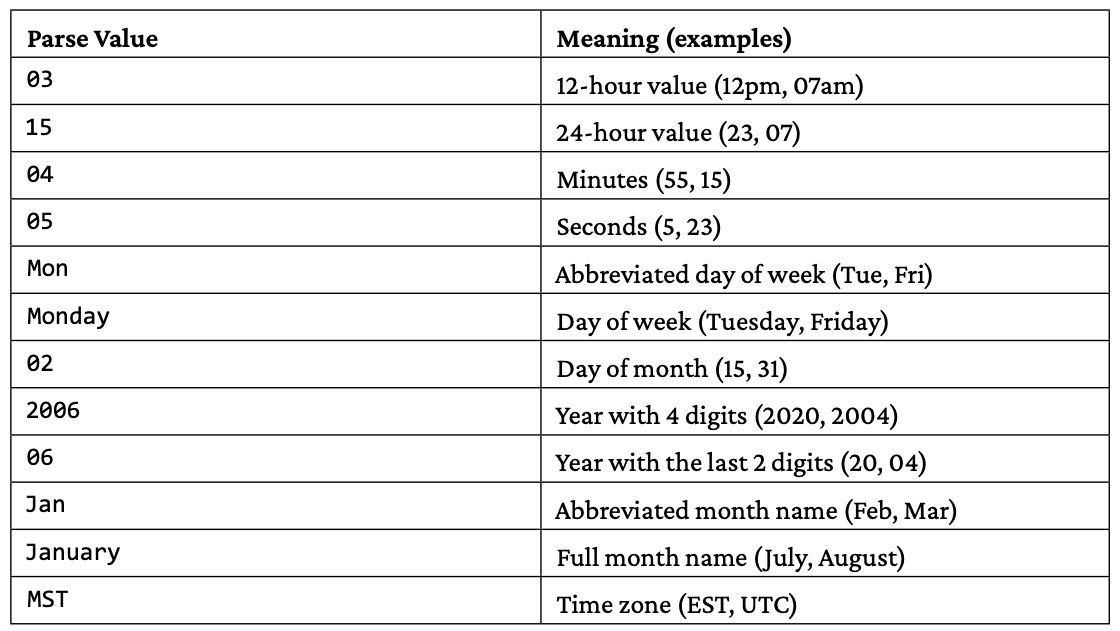 Parse Value Meaning (examples)
03 12-hour value (12pm, 07am)
15 24-hour value (23, 07)
04 Minutes (55, 15)
05 Seconds (5, 23)
Mon Abbreviated day of week (Tue, Fri)
Monday Day of week (Tuesday, Friday)
02 Day of month (15, 31)
2006 Year with 4 digits (2020, 2004)
06 Year with the last 2 digits (20, 04)
Jan Abbreviated month name (Feb, Mar)
January Full month name (July, August)
MST Time zone (EST, UTC)